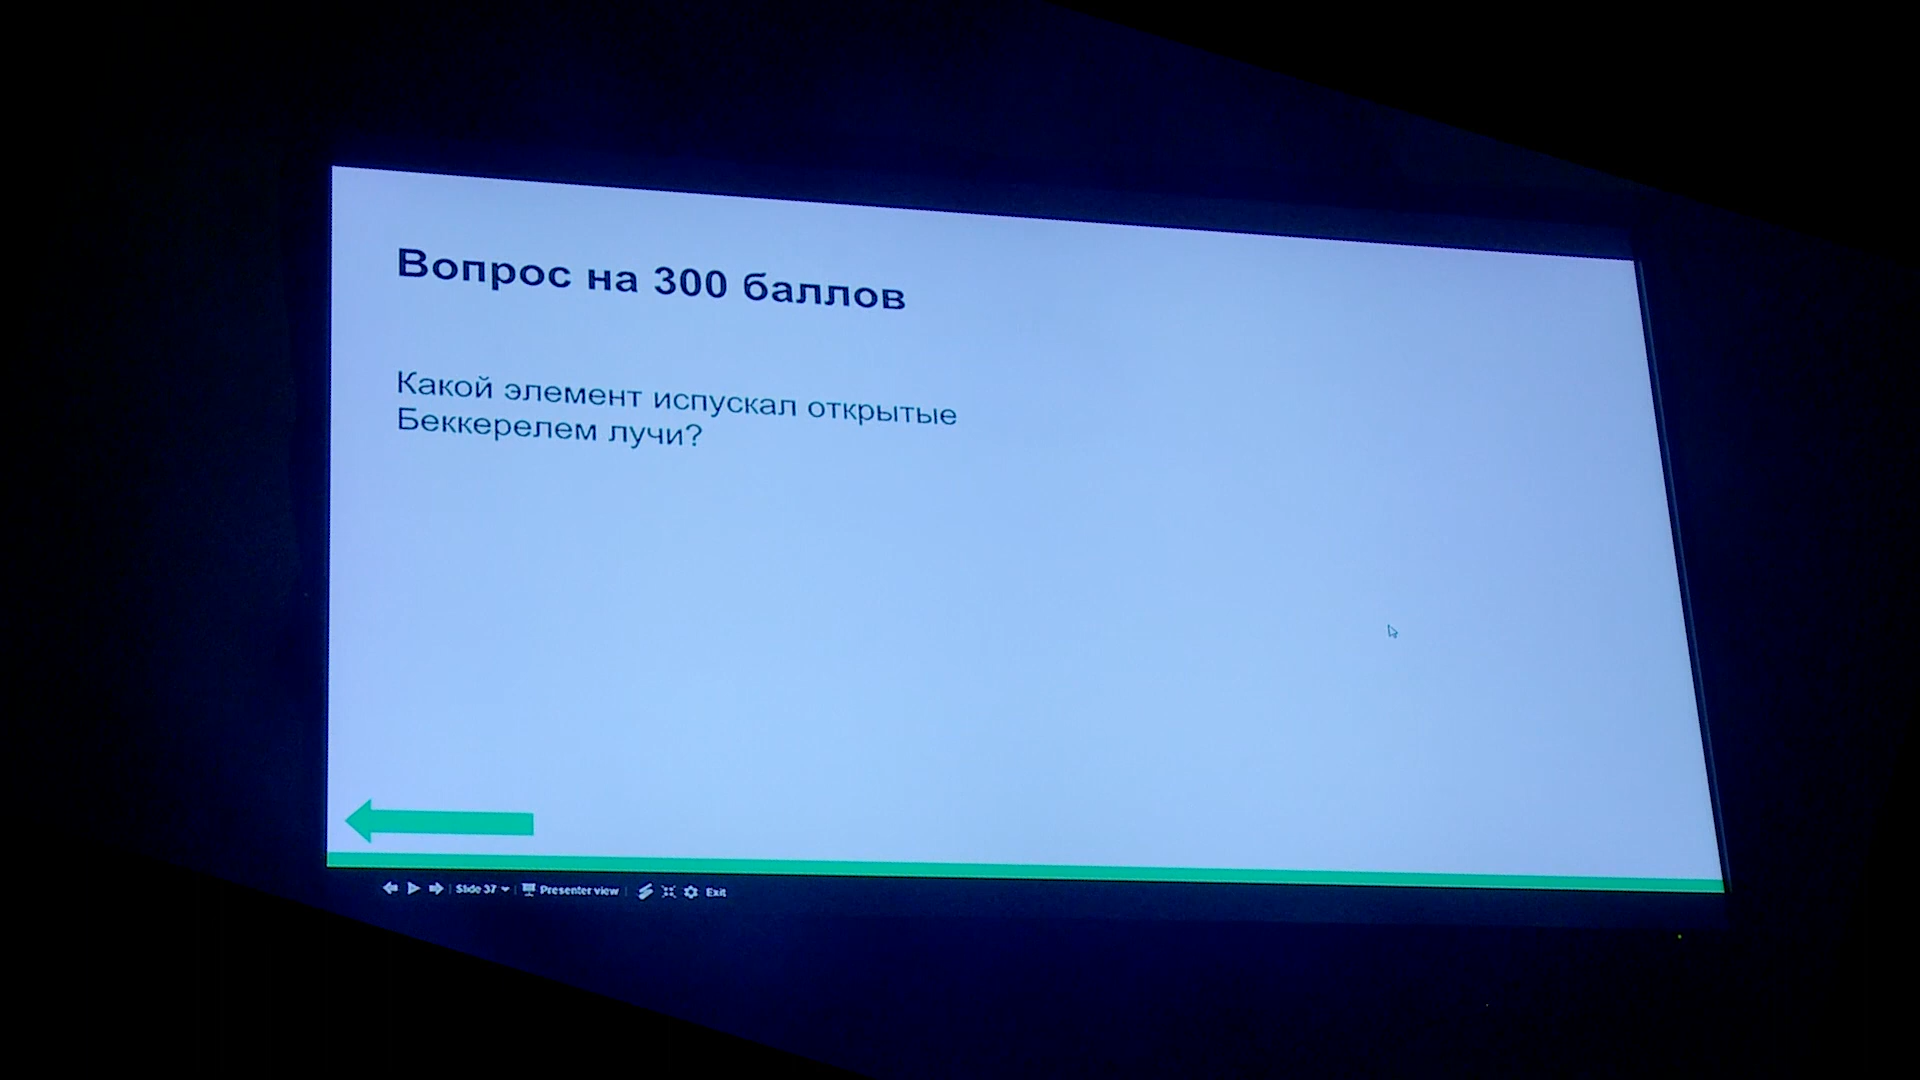 Вопрос на 300 баллов
Какой элемент испускал открытые
Беккерелем лучи?
Slide 37
Presenter view
Exit